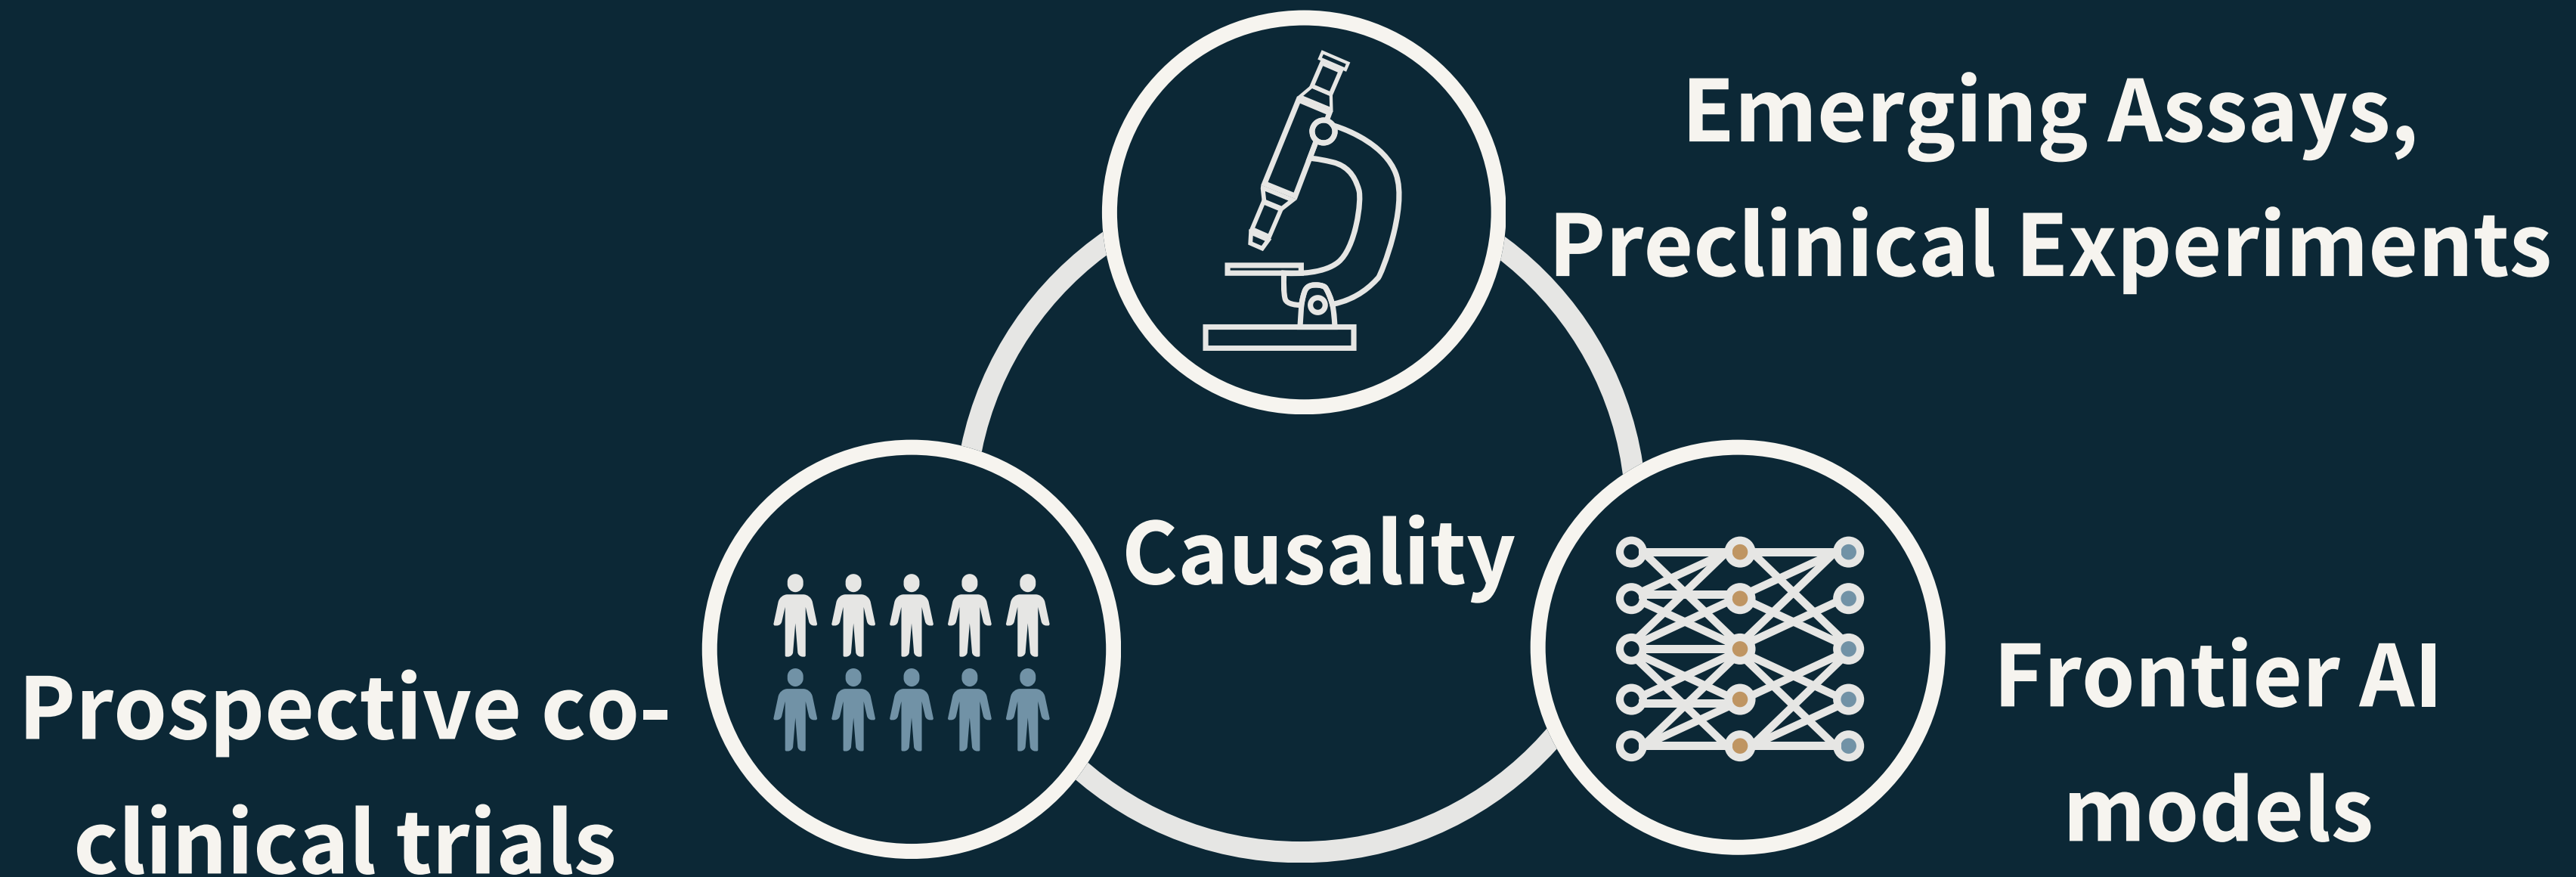 Emerging Assays,
Preclinical Experiments
Causality
Prospective co-
clinical trials
Frontier AI
models